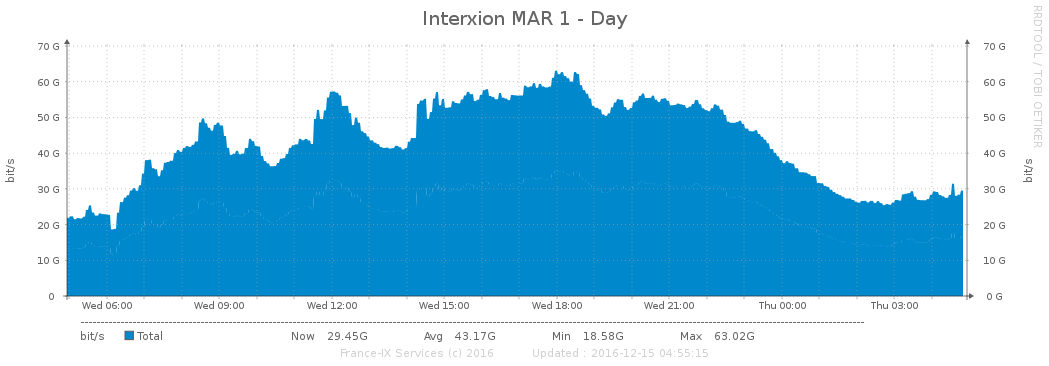 Interxion MAR 1 - Day
RRDTOOL / TOBI OETIKER
bit/s
70 G 70 G
60 G 60 G
50 G 50 G
40 G 40 G
30 G 30 G
20 G 20 G
10 G 10 G
0 0 G
bit/s
Wed 06:00 Wed 09:00 Wed 12:00 Wed 15:00 Wed 18:00 Wed 21:00 Thu 00:00 Thu 03:00
bit/s Total Now 29.45G Avg 43.17G Min 18.58G Max 63.02G
France-IX Services (c) 2016 Updated : 2016-12-15 04:55:15